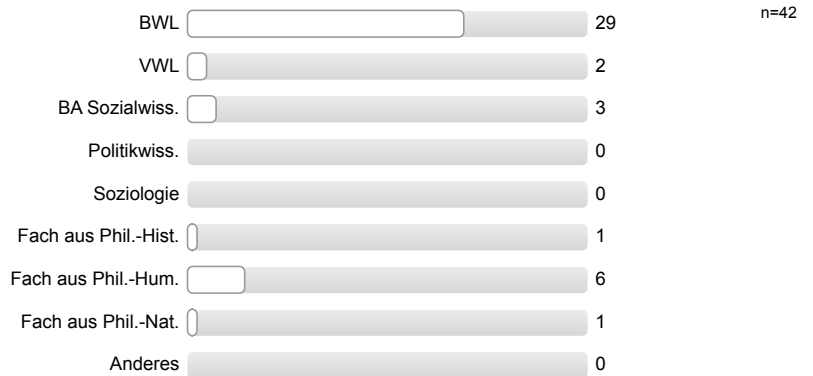 BWL 29 n=42
VWL 2
BA Sozialwiss. 3
Politikwiss. 0
Soziologie 0
Fach aus Phil.-Hist. 1
Fach aus Phil.-Hum. 6
Fach aus Phil.-Nat. 1
Anderes 0